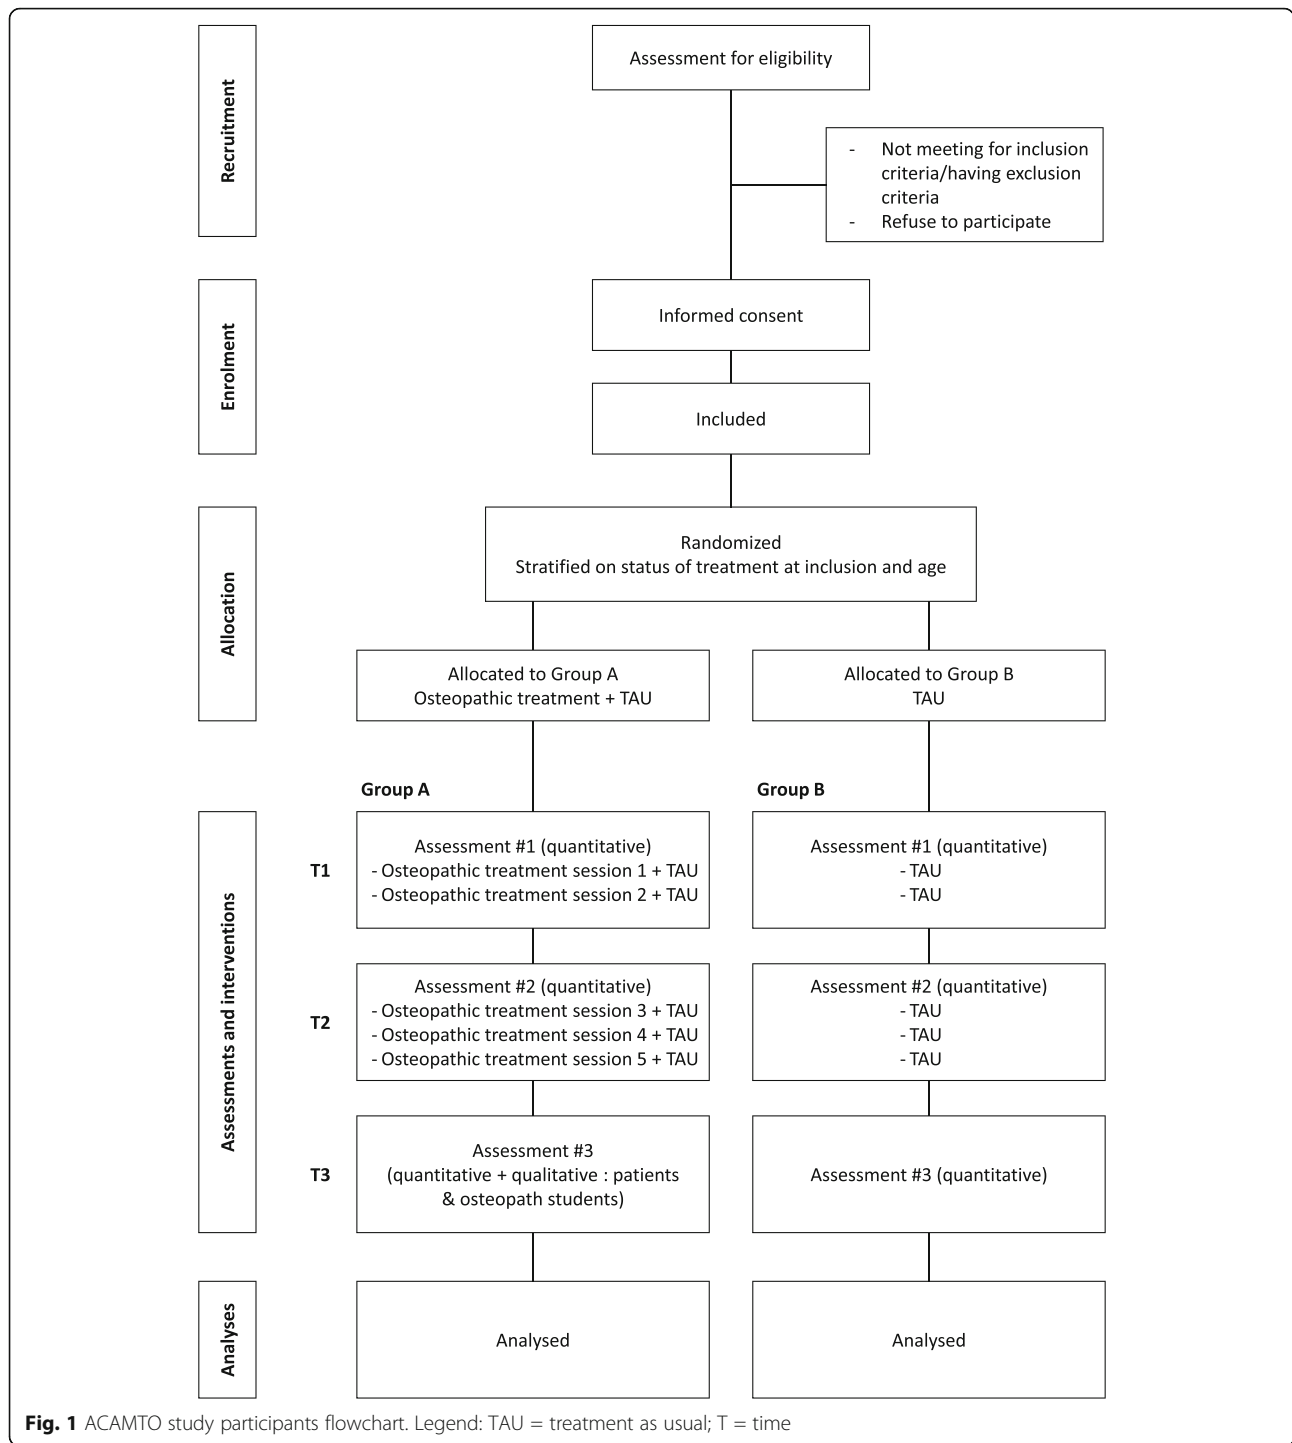 Recruitment
Assessment for eligibility
- Not meeting for inclusion
criteria/having exclusion
criteria
- Refuse to participate
Enrolment
Informed consent
Included
Allocation
Randomized
Stratified on status of treatment at inclusion and age
Allocated to Group A
Osteopathic treatment + TAU
Allocated to Group B
TAU
Assessments and interventions
Group A
Group B
T1
Assessment #1 (quantitative)
- Osteopathic treatment session 1 + TAU
- Osteopathic treatment session 2 + TAU
Assessment #1 (quantitative)
- TAU
- TAU
T2
Assessment #2 (quantitative)
- Osteopathic treatment session 3 + TAU
- Osteopathic treatment session 4 + TAU
- Osteopathic treatment session 5 + TAU
Assessment #2 (quantitative)
- TAU
- TAU
- TAU
T3
Assessment #3
(quantitative + qualitative : patients
& osteopath students)
Assessment #3 (quantitative)
Analyses
Analysed
Analysed
Fig. 1 ACAMTO study participants flowchart. Legend: TAU = treatment as usual; T = time